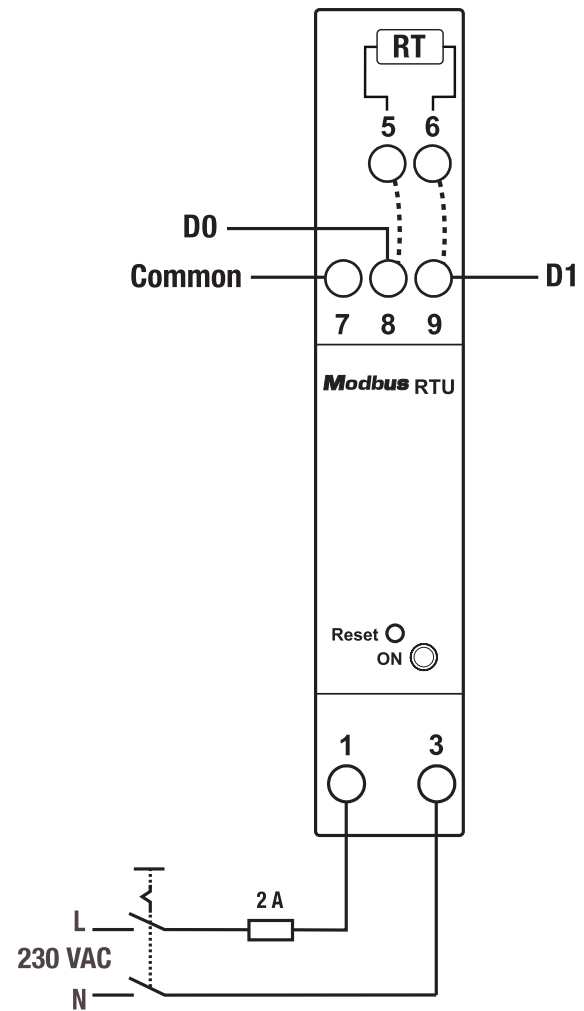 RT
5 6
D0
Common
D1
7 8 9
Modbus RTU
Reset
ON
1 3
2 A
L
230 VAC
N